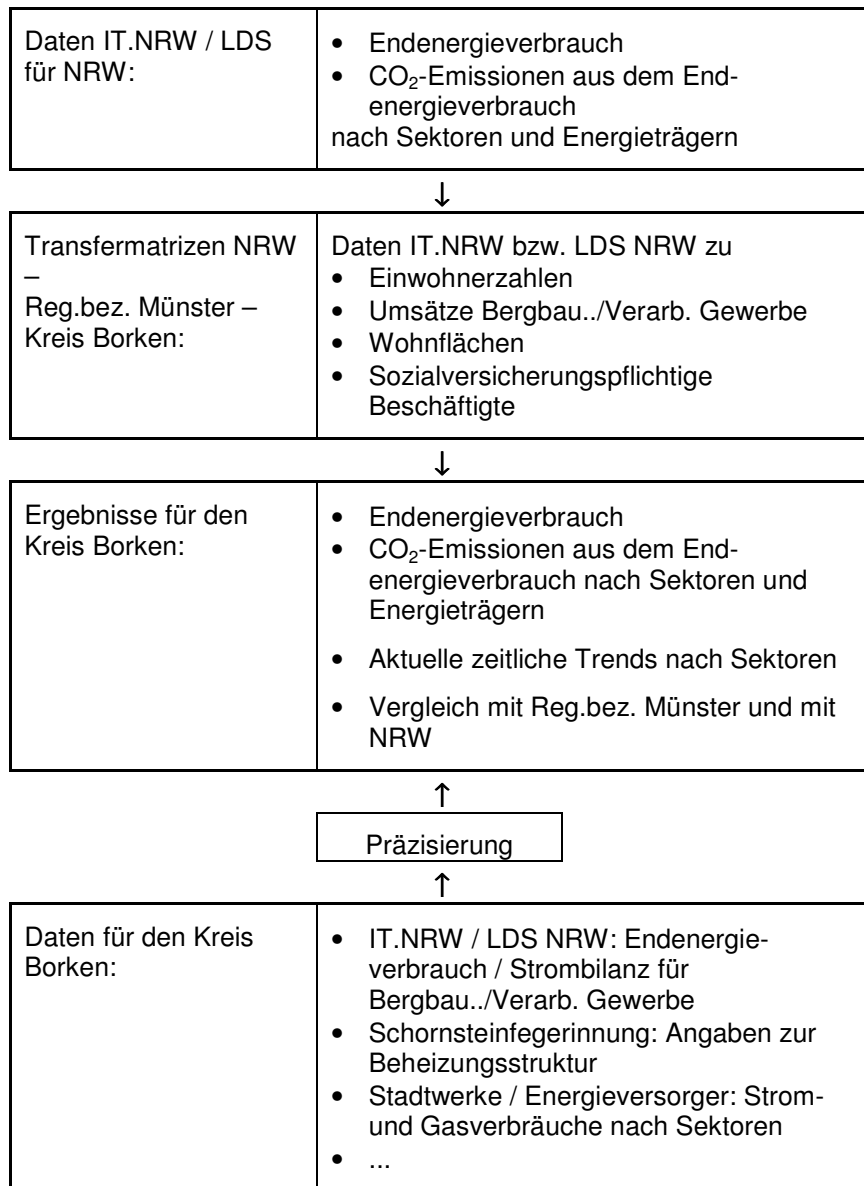 Daten IT.NRW / LDS
für NRW:
• Endenergieverbrauch
• CO₂-Emissionen aus dem End-
energieverbrauch
nach Sektoren und Energieträgern
↓
Transfermatrizen NRW
–
Reg.bez. Münster –
Kreis Borken:
Daten IT.NRW bzw. LDS NRW zu
• Einwohnerzahlen
• Umsätze Bergbau../Verarb. Gewerbe
• Wohnflächen
• Sozialversicherungspflichtige
Beschäftigte
↓
Ergebnisse für den
Kreis Borken:
• Endenergieverbrauch
• CO₂-Emissionen aus dem End-
energieverbrauch nach Sektoren und
Energieträgern
• Aktuelle zeitliche Trends nach Sektoren
• Vergleich mit Reg.bez. Münster und mit
NRW
↑
Präzisierung
↑
Daten für den Kreis
Borken:
• IT.NRW / LDS NRW: Endenergie-
verbrauch / Strombilanz für
Bergbau../Verarb. Gewerbe
• Schornsteinfegerinnung: Angaben zur
Beheizungsstruktur
• Stadtwerke / Energieversorger: Strom-
und Gasverbräuche nach Sektoren
• ...